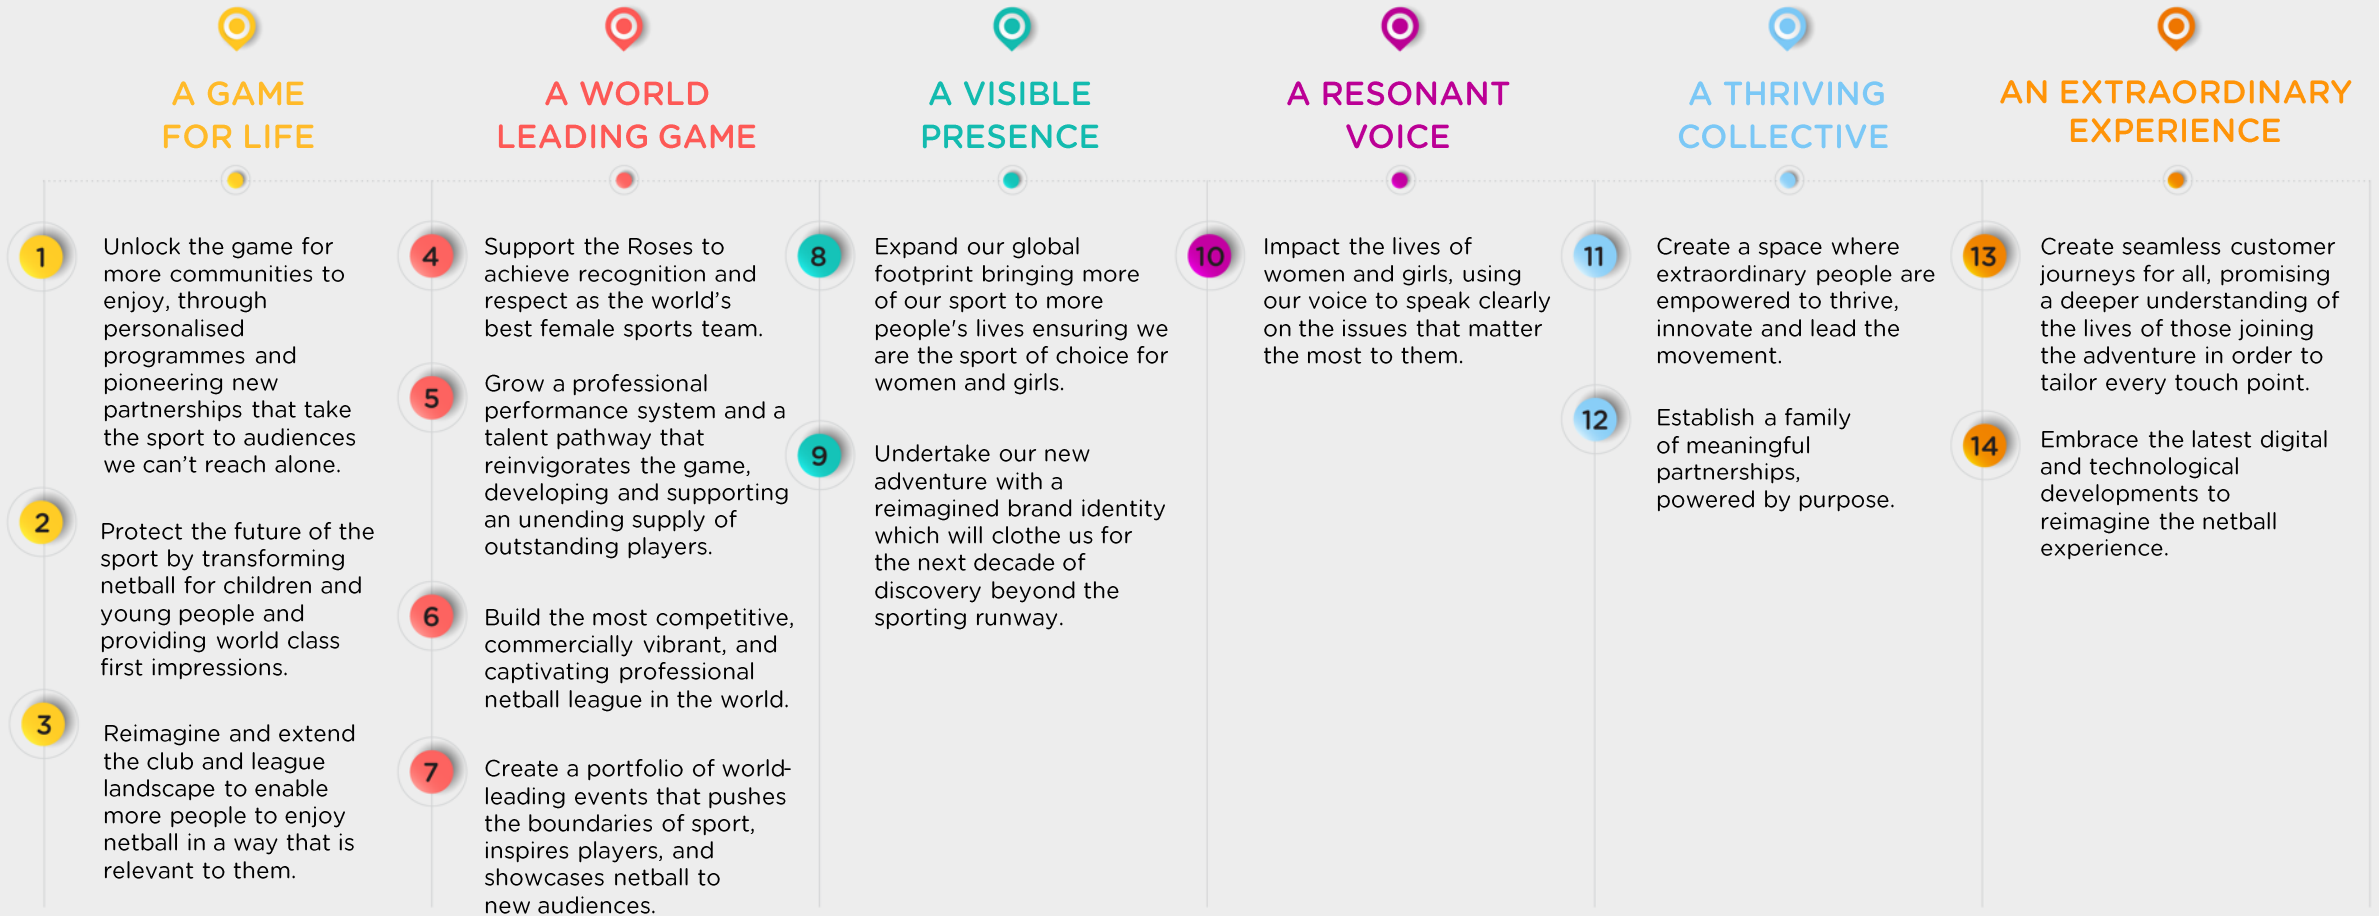 A GAME
FOR LIFE
1
Unlock the game for
more communities to
enjoy, through
personalised
programmes and
pioneering new
partnerships that take
the sport to audiences
we can’t reach alone.
2
Protect the future of the
sport by transforming
netball for children and
young people and
providing world class
first impressions.
3
Reimagine and extend
the club and league
landscape to enable
more people to enjoy
netball in a way that is
relevant to them.
A WORLD
LEADING GAME
4
Support the Roses to
achieve recognition and
respect as the world’s
best female sports team.
5
Grow a professional
performance system and a
talent pathway that
reinvigorates the game,
developing and supporting
an unending supply of
outstanding players.
6
Build the most competitive,
commercially vibrant, and
captivating professional
netball league in the world.
7
Create a portfolio of world-
leading events that pushes
the boundaries of sport,
inspires players, and
showcases netball to
new audiences.
A VISIBLE
PRESENCE
8
Expand our global
footprint bringing more
of our sport to more
people's lives ensuring we
are the sport of choice for
women and girls.
9
Undertake our new
adventure with a
reimagined brand identity
which will clothe us for
the next decade of
discovery beyond the
sporting runway.
A RESONANT
VOICE
10
Impact the lives of
women and girls, using
our voice to speak clearly
on the issues that matter
the most to them.
A THRIVING
COLLECTIVE
11
Create a space where
extraordinary people are
empowered to thrive,
innovate and lead the
movement.
12
Establish a family
of meaningful
partnerships,
powered by purpose.
AN EXTRAORDINARY
EXPERIENCE
13
Create seamless customer
journeys for all, promising
a deeper understanding of
the lives of those joining
the adventure in order to
tailor every touch point.
14
Embrace the latest digital
and technological
developments to
reimagine the netball
experience.